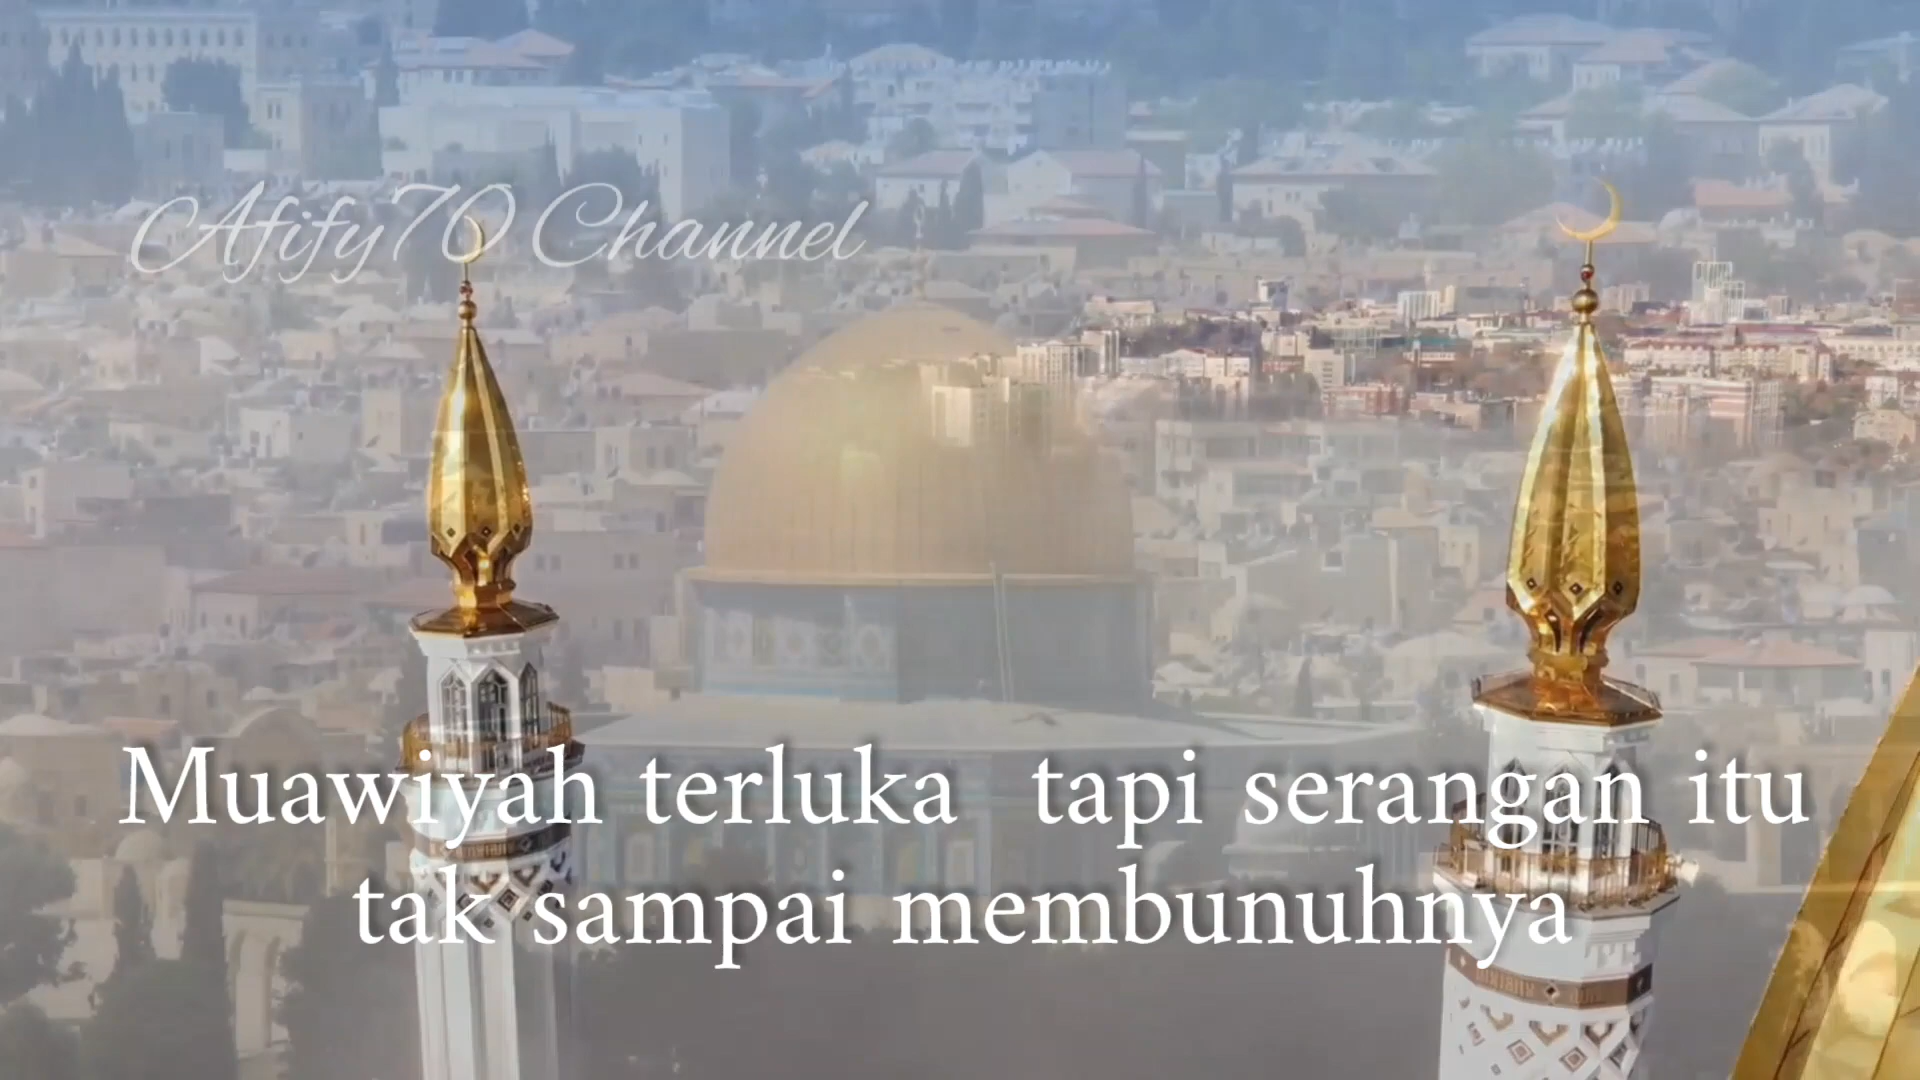 Afify70 Channel
Muawiyah terluka  tapi serangan itu
tak sampai membunuhnya